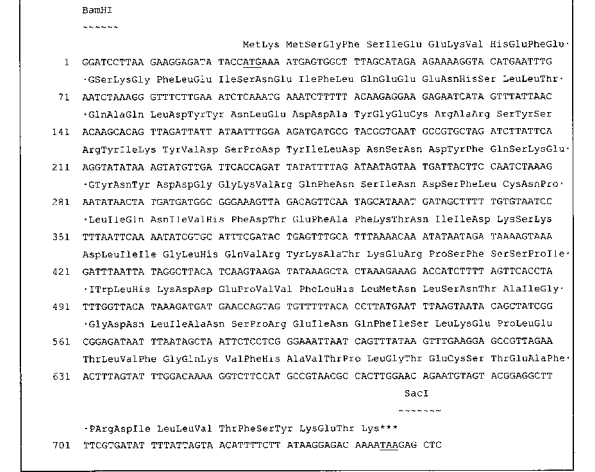 BamHI
~~~~~~
MetLys MetSerGlyPhe SerIleGlu GluLysVal HisGluPheGlu·
1 GGATCCTTAA GAAGGAGATA TACCATGAAA ATGAGTGGCT TTAGCATAGA AGAAAAGGTA CATGAATTTG
·GSerLysGly PheLeuGlu IleSerAsnGlu IlePheLeu GlnGluGlu GluAsnHisSer LeuLeuThr·
71 AATCTAAAGG GTTTCTTGAA ATCTCAAATG AAATCTTTTT ACAAGAGGAA GAGAATCATA GTTTATTAAC
·GlnAlaGln LeuAspTyrTyr AsnLeuGlu AspAspAla TyrGlyGluCys ArgAlaArg SerTyrSer
141 ACAAGCACAG TTAGATTATT ATAATTTGGA AGATGATGCG TACGGTGAAT GCCGTGCTAG ATCTTATTCA
ArgTyrIleLys TyrValAsp SerProAsp TyrIleLeuAsp AsnSerAsn AspTyrPhe GlnSerLysGlu·
211 AGGTATATAA AGTATGTTGA TTCACCAGAT TATATTTTAG ATAATAGTAA TGATTACTTC CAATCTAAAG
·GTyrAsnTyr AspAspGly GlyLysValArg GlnPheAsn SerIleAsn AspSerPheLeu CysAsnPro·
281 AATATAACTA TGATGATGGC GGGAAAGTTA GACAGTTCAA TAGCATAAAT GATAGCTTTT TGTGTAATCC
·LeuIleGln AsnIleValHis PheAspThr GluPheAla PheLysThrAsn IleIleAsp LysSerLys
351 TTTAATTCAA AATATCGTGC ATTTCGATAC TGAGTTTGCA TTTAAAACAA ATATAATAGA TAAAAGTAAA
AspLeuIleIle GlyLeuHis GlnValArg TyrLysAlaThr LysGluArg ProSerPhe SerSerProIle·
421 GATTTAATTA TAGGCTTACA TCAAGTAAGA TATAAAGCTA CTAAAGAAAG ACCATCTTTT AGTTCACCTA
·ITrpLeuHis LysAspAsp GluProValVal PheLeuHis LeuMetAsn LeuSerAsnThr AlaIleGly·
491 TTTGGTTACA TAAAGATGAT GAACCAGTAG TGTTTTTACA CCTTATGAAT TTAAGTAATA CAGCTATCGG
·GlyAspAsn LeuIleAlaAsn SerProArg GluIleAsn GlnPheIleSer LeuLysGlu ProLeuGlu
561 CGGAGATAAT TTAATAGCTA ATTCTCCTCG GGAAATTAAT CAGTTTATAA GTTTGAAGGA GCCGTTAGAA
ThrLeuValPhe GlyGlnLys ValPheHis AlaValThrPro LeuGlyThr GluCysSer ThrGluAlaPhe·
631 ACTTTAGTAT TTGGACAAAA GGTCTTCCAT GCCGTAACGC CACTTGGAAC AGAATGTAGT ACGGAGGCTT
SacI
~~~~~~~
·PArgAspIle LeuLeuVal ThrPheSerTyr LysGluThr Lys***
701 TTCGTGATAT TTTATTAGTA ACATTTTCTT ATAAGGAGAC AAAATAAGAG CTC